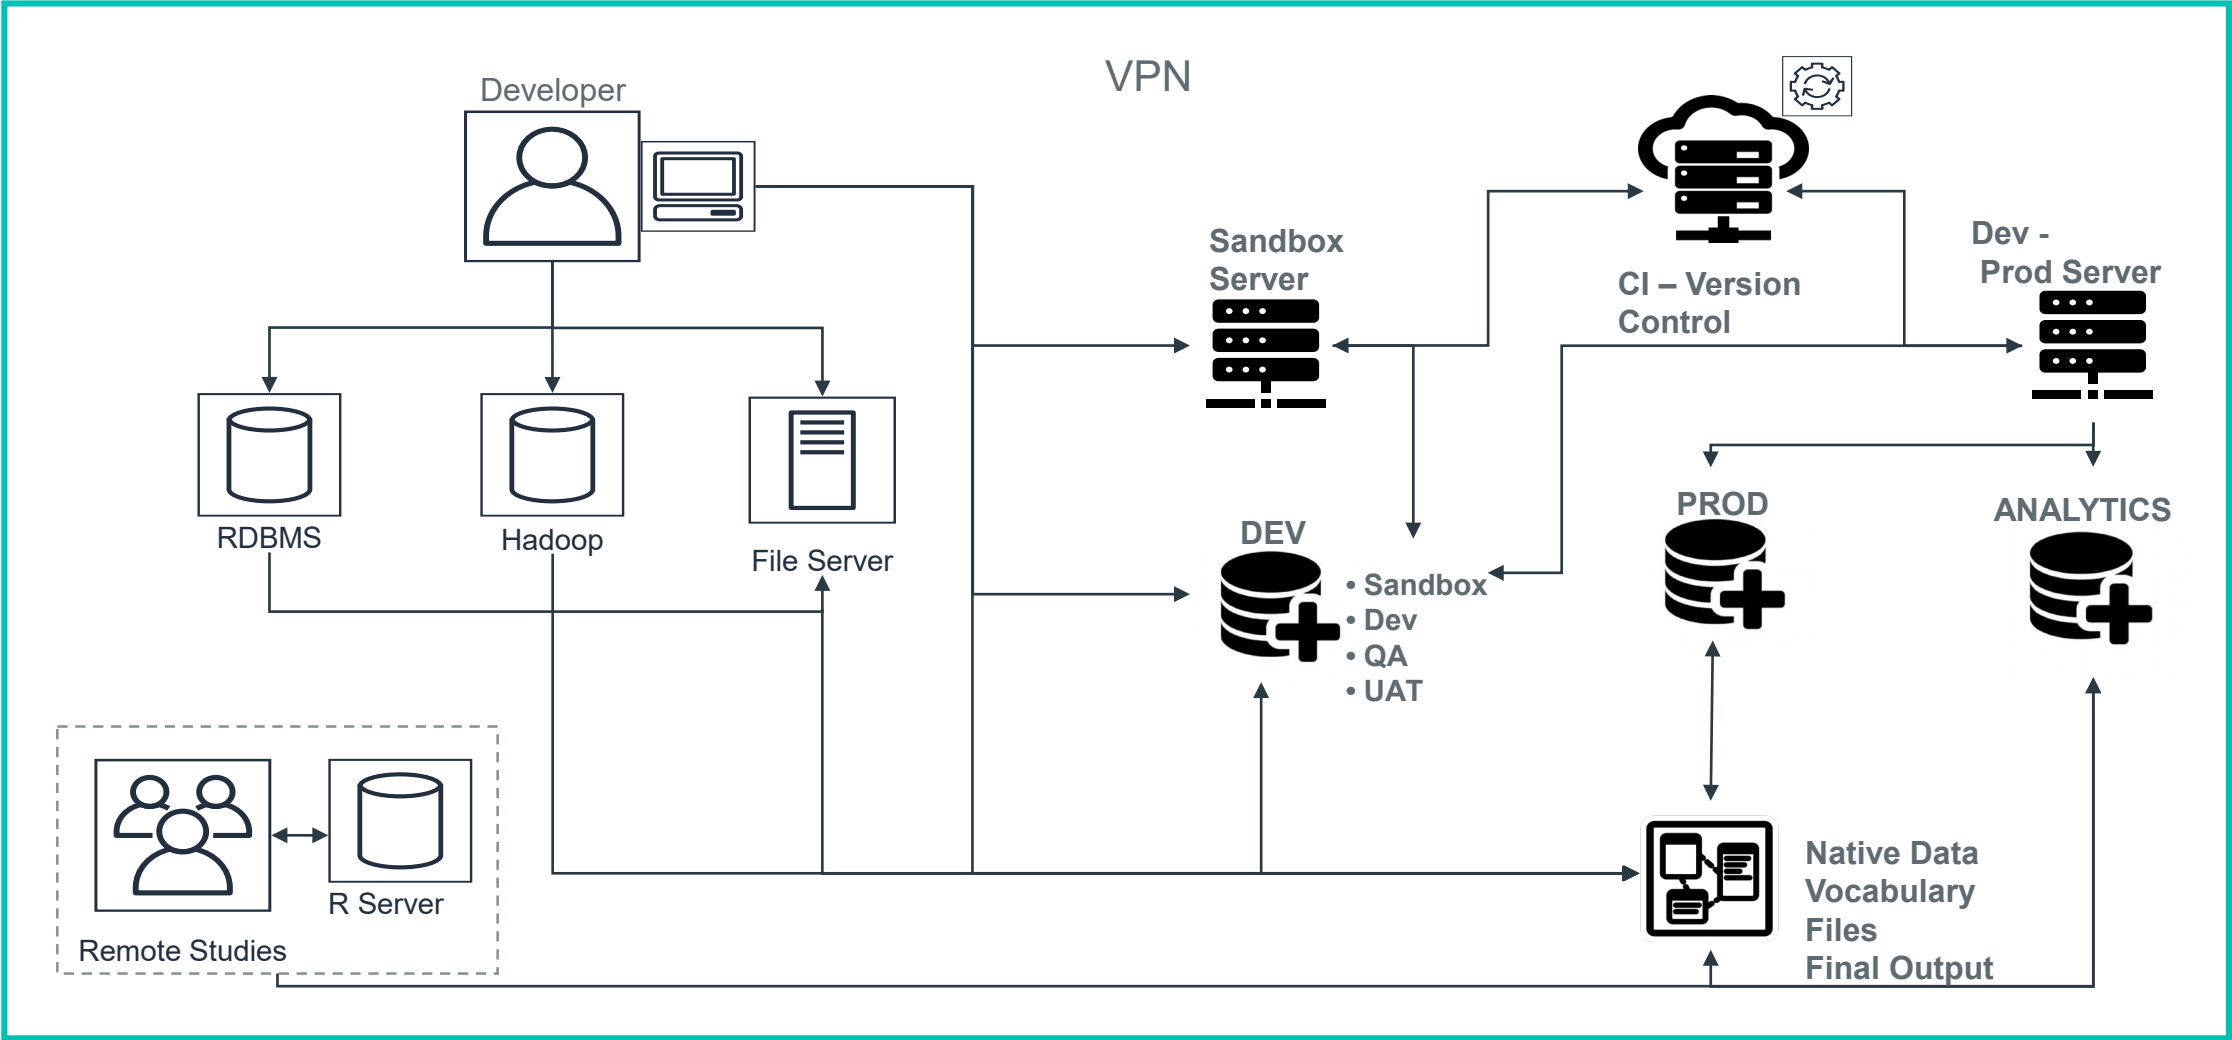 VPN
Developer
Sandbox
Server
CI – Version
Control
Dev -
Prod Server
RDBMS
Hadoop
File Server
DEV
• Sandbox
• Dev
• QA
• UAT
PROD
ANALYTICS
R Server
Remote Studies
Native Data
Vocabulary
Files
Final Output